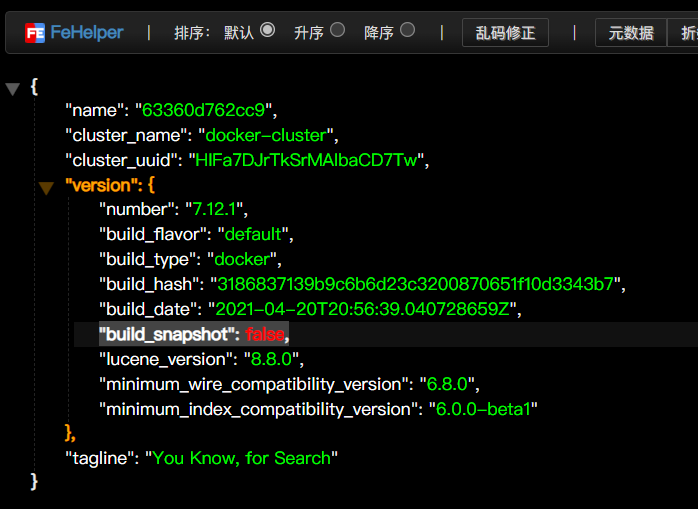 FE FeHelper | 排序： 默认 升序 降序 | 乱码修正 | 元数据
{
"name": "63360d762cc9",
"cluster_name": "docker-cluster",
"cluster_uuid": "HlFa7DJrTkSrMAlbaCD7Tw",
"version": {
"number": "7.12.1",
"build_flavor": "default",
"build_type": "docker",
"build_hash": "3186837139b9c6b6d23c3200870651f10d3343b7",
"build_date": "2021-04-20T20:56:39.040728659Z",
"build_snapshot": false,
"lucene_version": "8.8.0",
"minimum_wire_compatibility_version": "6.8.0",
"minimum_index_compatibility_version": "6.0.0-beta1"
},
"tagline": "You Know, for Search"
}